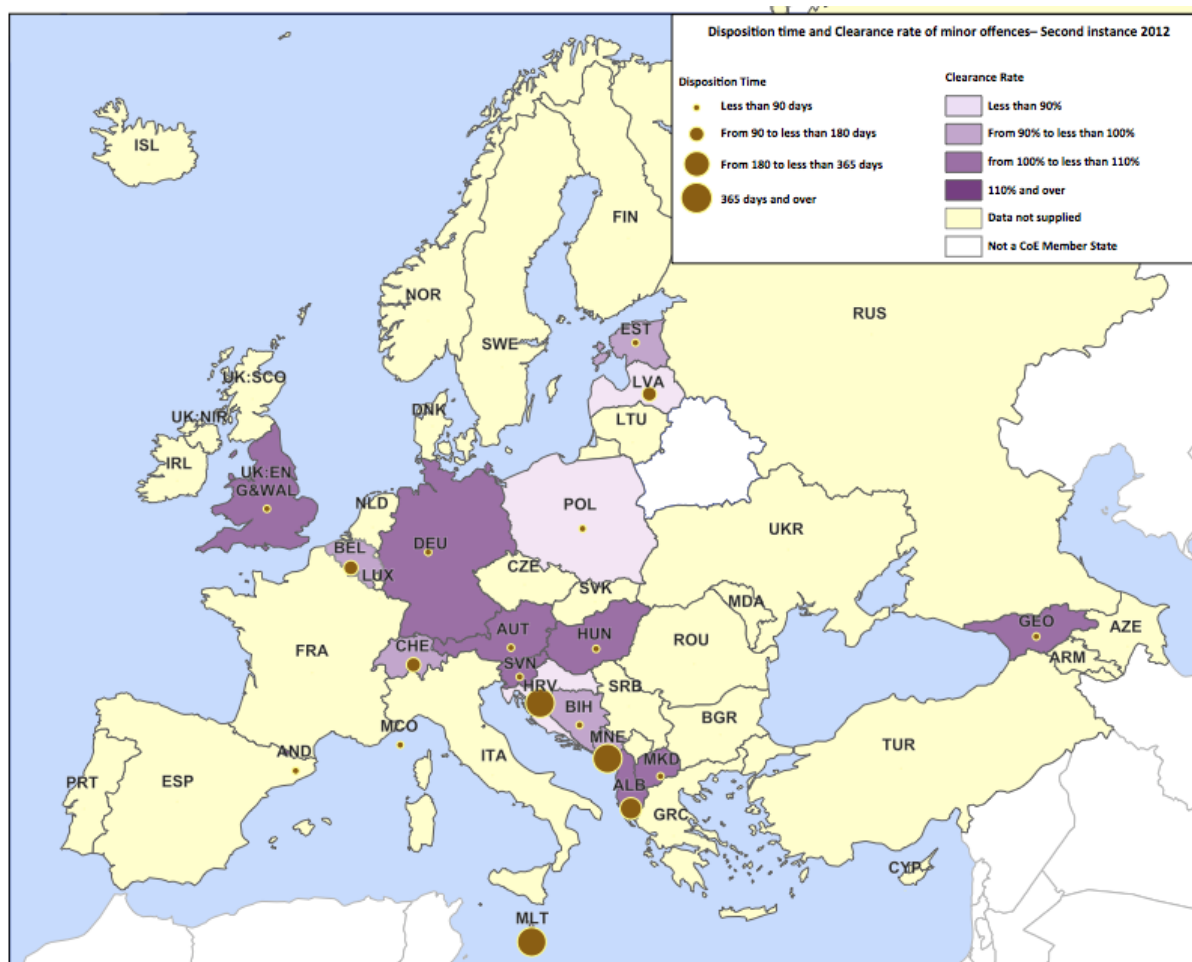 Disposition time and Clearance rate of minor offences– Second instance 2012
Disposition Time
Less than 90 days
From 90 to less than 180 days
From 180 to less than 365 days
365 days and over
Clearance Rate
Less than 90%
From 90% to less than 100%
from 100% to less than 110%
110% and over
Data not supplied
Not a CoE Member State
ISL
FIN
NOR
SWE
RUS
EST
LVA
LTU
DNK
UK:SCO
UK:NIR
IRL
UK:EN
G&WAL
NLD
BEL
LUX
DEU
POL
CZE
SVK
UKR
MDA
AUT
HUN
ROU
CHE
FRA
SVN
HRV
BIH
SRB
MNE
BGR
MKD
ALB
GRC
ITA
MCO
AND
ESP
PRT
MLT
TUR
CYP
GEO
ARM
AZE